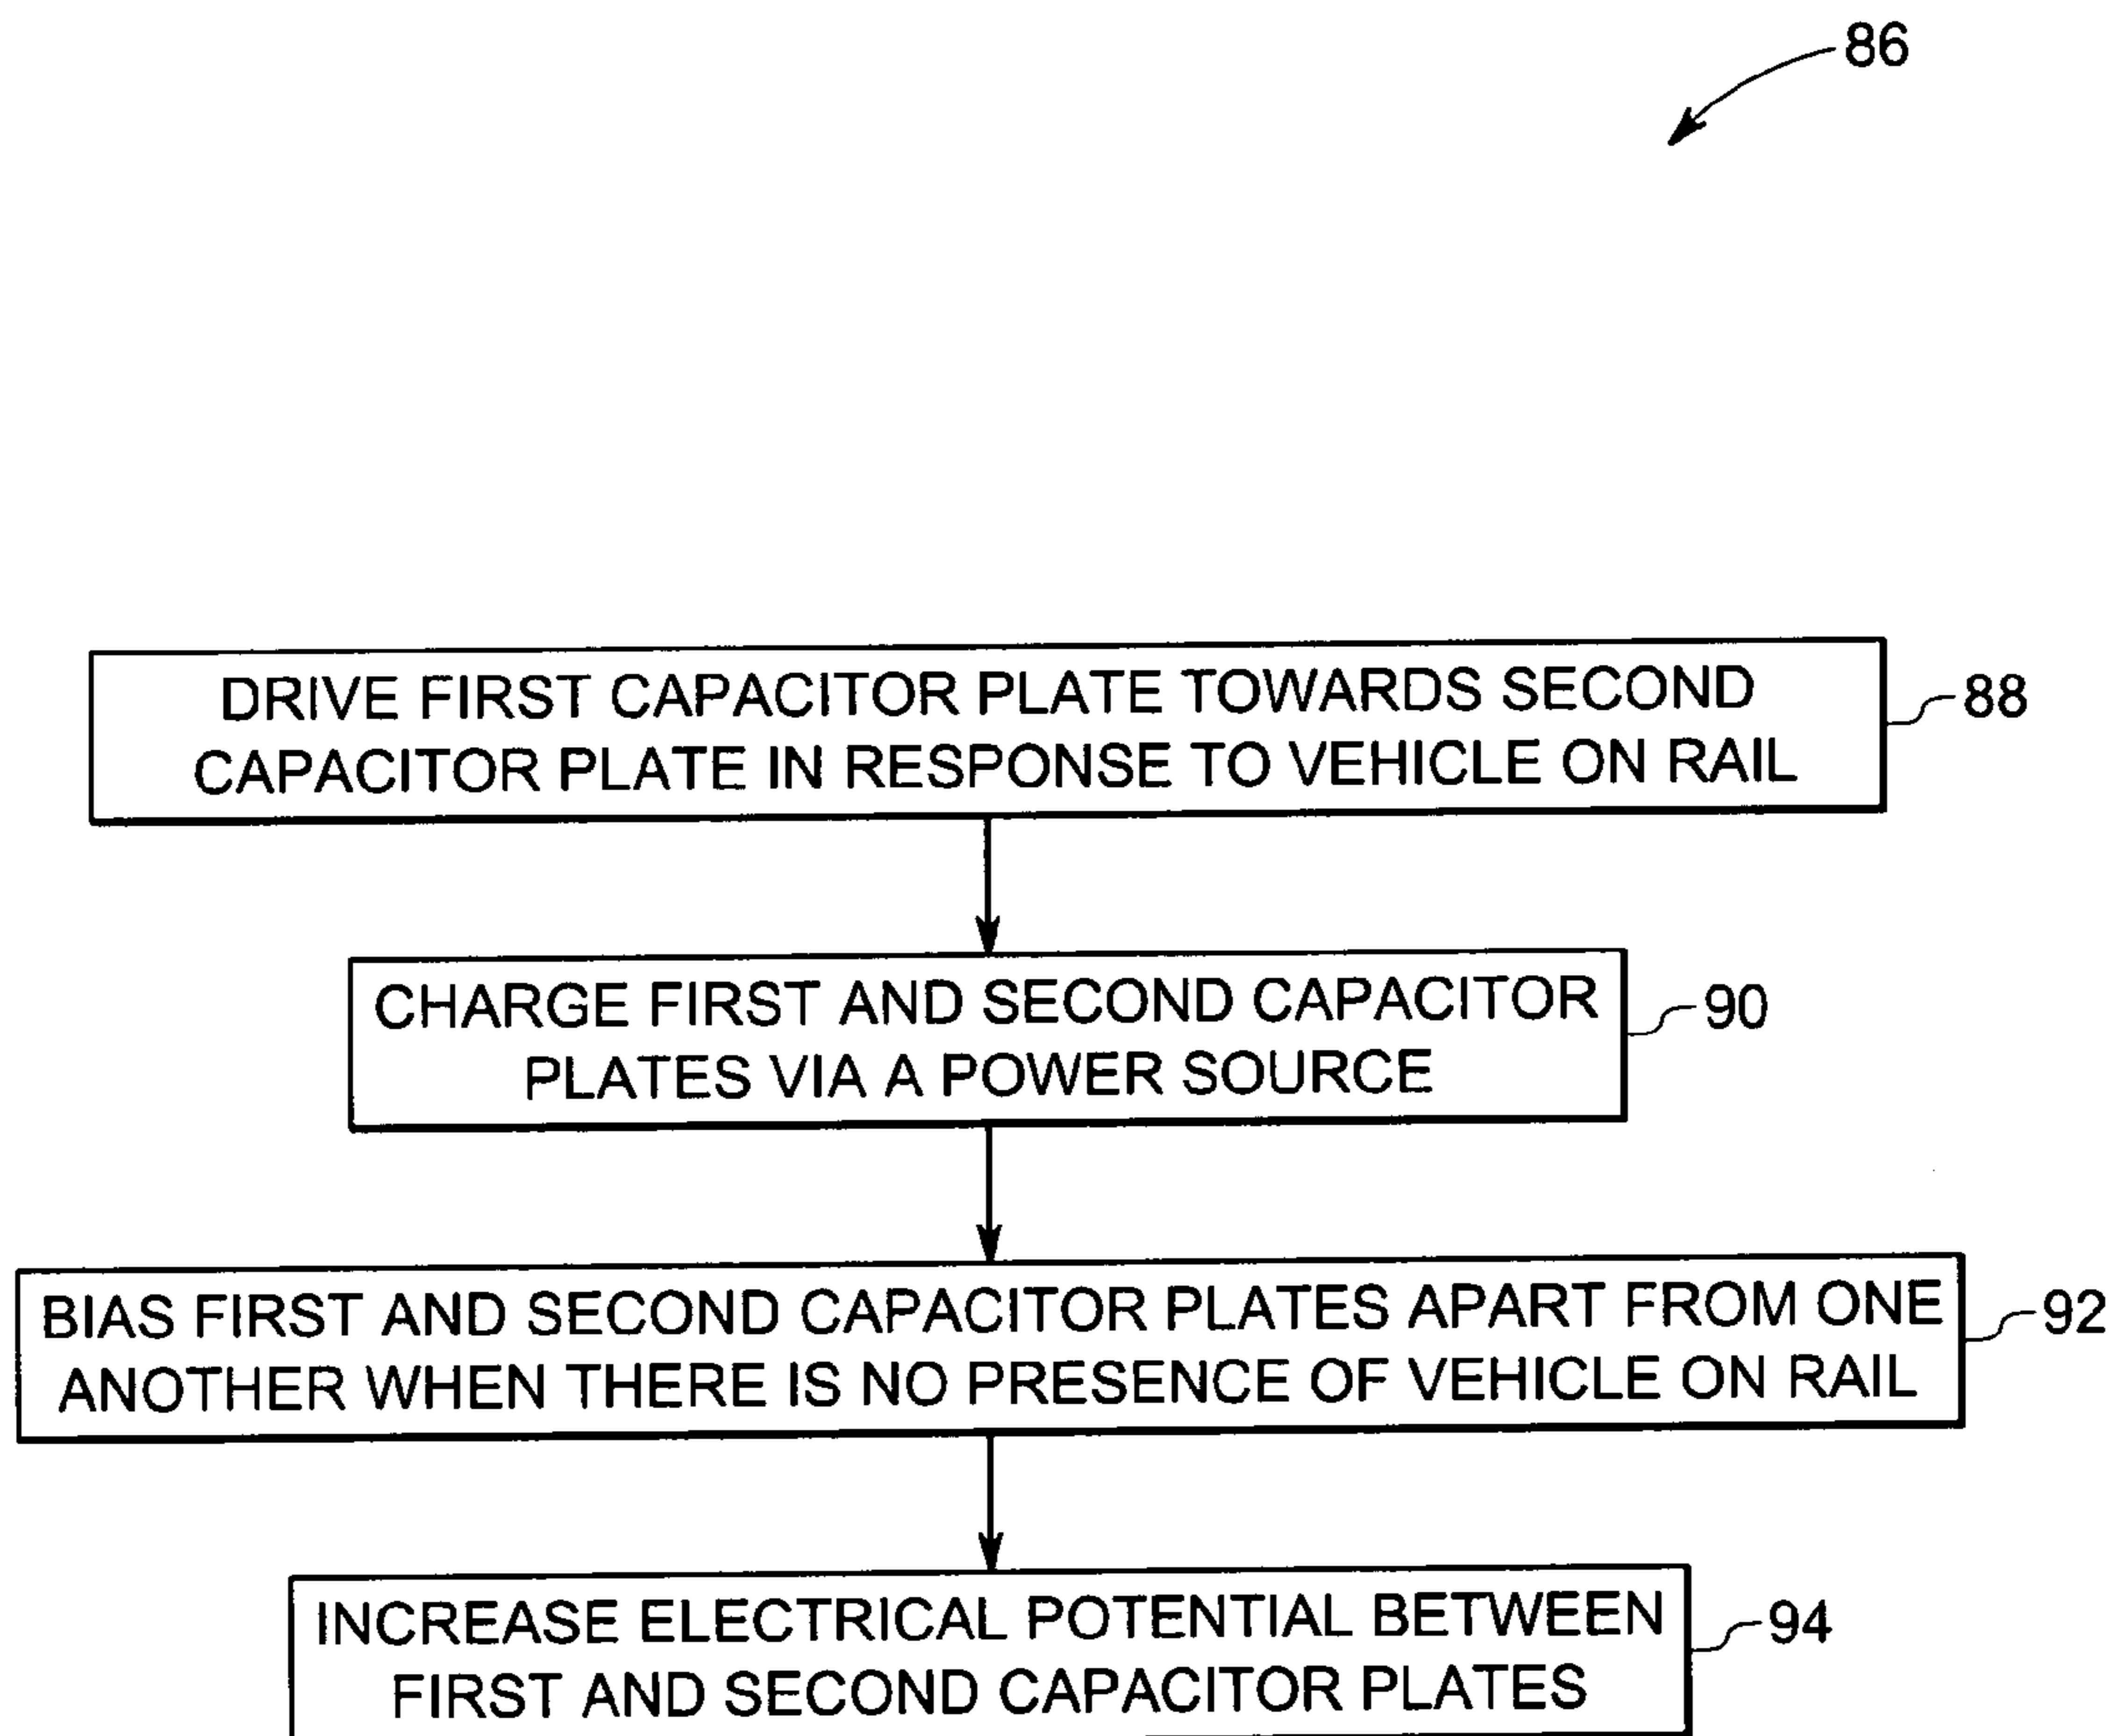 86
DRIVE FIRST CAPACITOR PLATE TOWARDS SECOND
CAPACITOR PLATE IN RESPONSE TO VEHICLE ON RAIL
88
CHARGE FIRST AND SECOND CAPACITOR
PLATES VIA A POWER SOURCE
90
BIAS FIRST AND SECOND CAPACITOR PLATES APART FROM ONE
ANOTHER WHEN THERE IS NO PRESENCE OF VEHICLE ON RAIL
92
INCREASE ELECTRICAL POTENTIAL BETWEEN
FIRST AND SECOND CAPACITOR PLATES
94